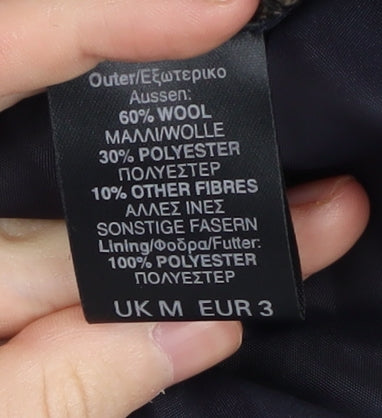 Outer/Εξωτερικο
Aussen:
60% WOOL
ΜΑΛΛΙ/WOLLE
30% POLYESTER
ΠΟΛΥΕΣΤΕΡ
10% OTHER FIBRES
ΑΛΛΕΣ ΙΝΕΣ
SONSTIGE FASERN
Lining/Φοδρα/Futter:
100% POLYESTER
ΠΟΛΥΕΣΤΕΡ
UK M EUR 3